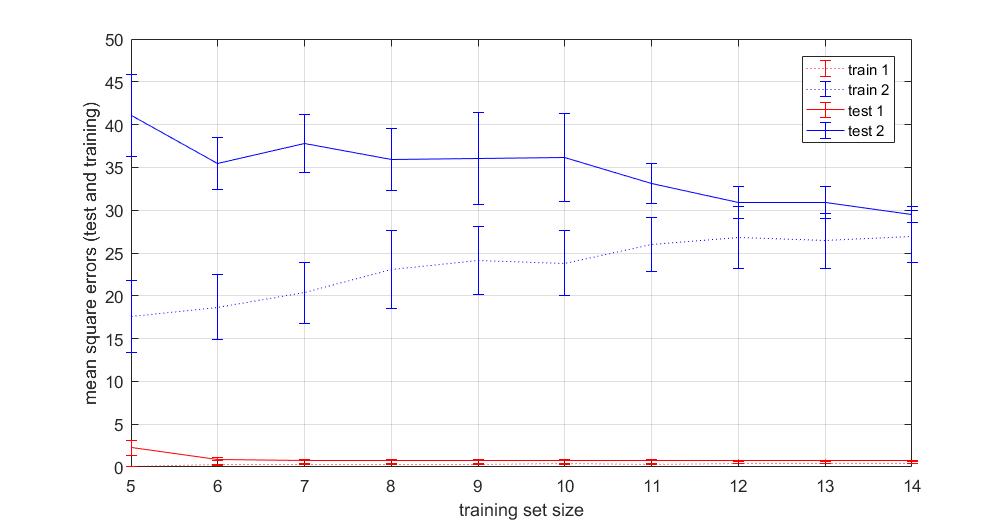 50
45
40
35
30
25
20
15
10
5
0
mean square errors (test and training)
5 6 7 8 9 10 11 12 13 14
training set size
train 1
train 2
test 1
test 2